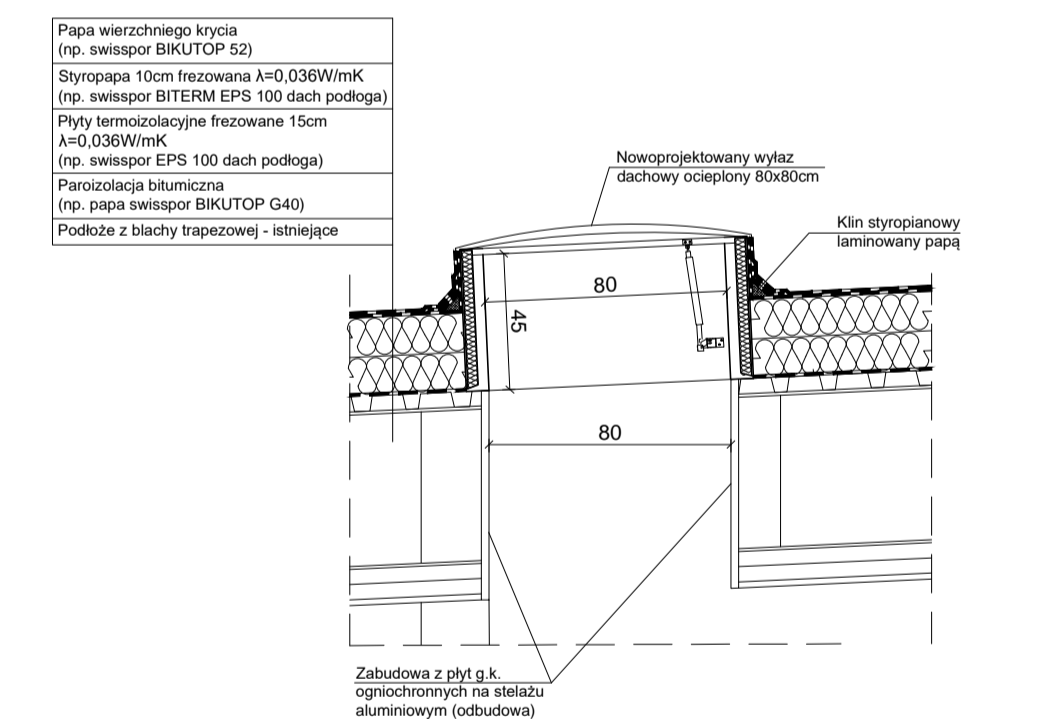 Papa wierzchniego krycia
(np. swisspor BIKUTOP 52)
Styropapa 10cm frezowana λ=0,036W/mK
(np. swisspor BITERM EPS 100 dach podłoga)
Płyty termoizolacyjne frezowane 15cm
λ=0,036W/mK
(np. swisspor EPS 100 dach podłoga)
Paroizolacja bitumiczna
(np. papa swisspor BIKUTOP G40)
Podłoże z blachy trapezowej - istniejące
Nowoprojektowany wyłaz
dachowy ocieplony 80x80cm
Klin styropianowy
laminowany papą
80
45
80
Zabudowa z płyt g.k.
ogniochronnych na stelażu
aluminiowym (odbudowa)